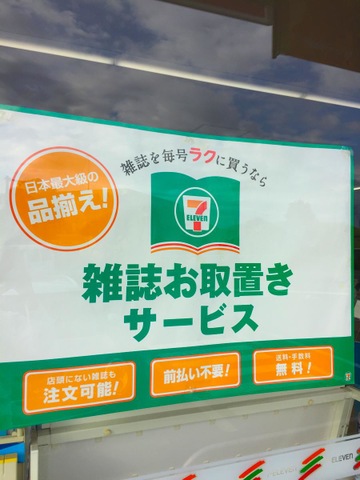 雑誌を毎号ラクに買うなら
日本最大級の
品揃え!
7
ELEVEN
雑誌お取置き
サービス
店頭にない雑誌も
注文可能!
前払い不要!
送料・手数料
無料!
ELEVEN